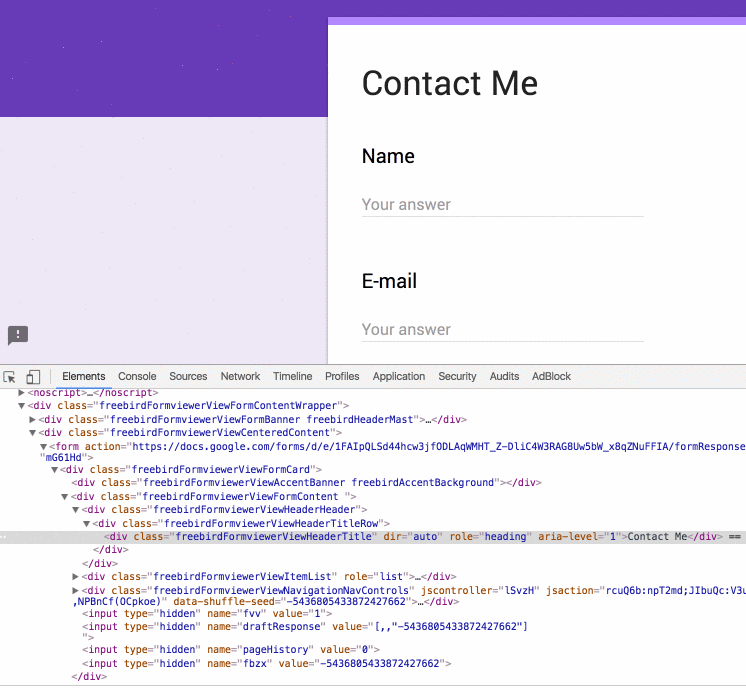 Contact Me
Name
Your answer
E-mail
Your answer
Elements Console Sources Network Timeline Profiles Application Security Audits AdBlock
<noscript>…</noscript>
<div class="freebirdFormviewerViewFormContentWrapper">
<div class="freebirdFormviewerViewFormBanner freebirdHeaderMast">…</div>
<div class="freebirdFormviewerViewCenteredContent">
<form action="https://docs.google.com/forms/d/e/1FAIpQLSd44hcw3jfODLAqWMHT_Z-DliC4W3RAG8Uw5bW_x8qZNuFFIA/formResponse
"mG61Hd">
<div class="freebirdFormviewerViewFormCard">
<div class="freebirdFormviewerViewAccentBanner freebirdAccentBackground"></div>
<div class="freebirdFormviewerViewFormContent ">
<div class="freebirdFormviewerViewHeaderHeader">
<div class="freebirdFormviewerViewHeaderTitleRow">
<div class="freebirdFormviewerViewHeaderTitle" dir="auto" role="heading" aria-level="1">Contact Me</div> ==
</div>
</div>
<div class="freebirdFormviewerViewItemList" role="list">…</div>
<div class="freebirdFormviewerViewNavigationNavControls" jscontroller="lSvzH" jsaction="rcuQ6b:npT2md;JIbuQc:V3u
,NPBnCf(OCpkoe)" data-shuffle-seed="-5436805433872427662">…</div>
<input type="hidden" name="fvv" value="1">
<input type="hidden" name="draftResponse" value="[,,"-5436805433872427662"]
">
<input type="hidden" name="pageHistory" value="0">
<input type="hidden" name="fbzx" value="-5436805433872427662">
</div>